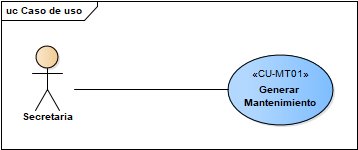 uc Caso de uso
«CU-MT01»
Generar
Mantenimiento
Secretaria